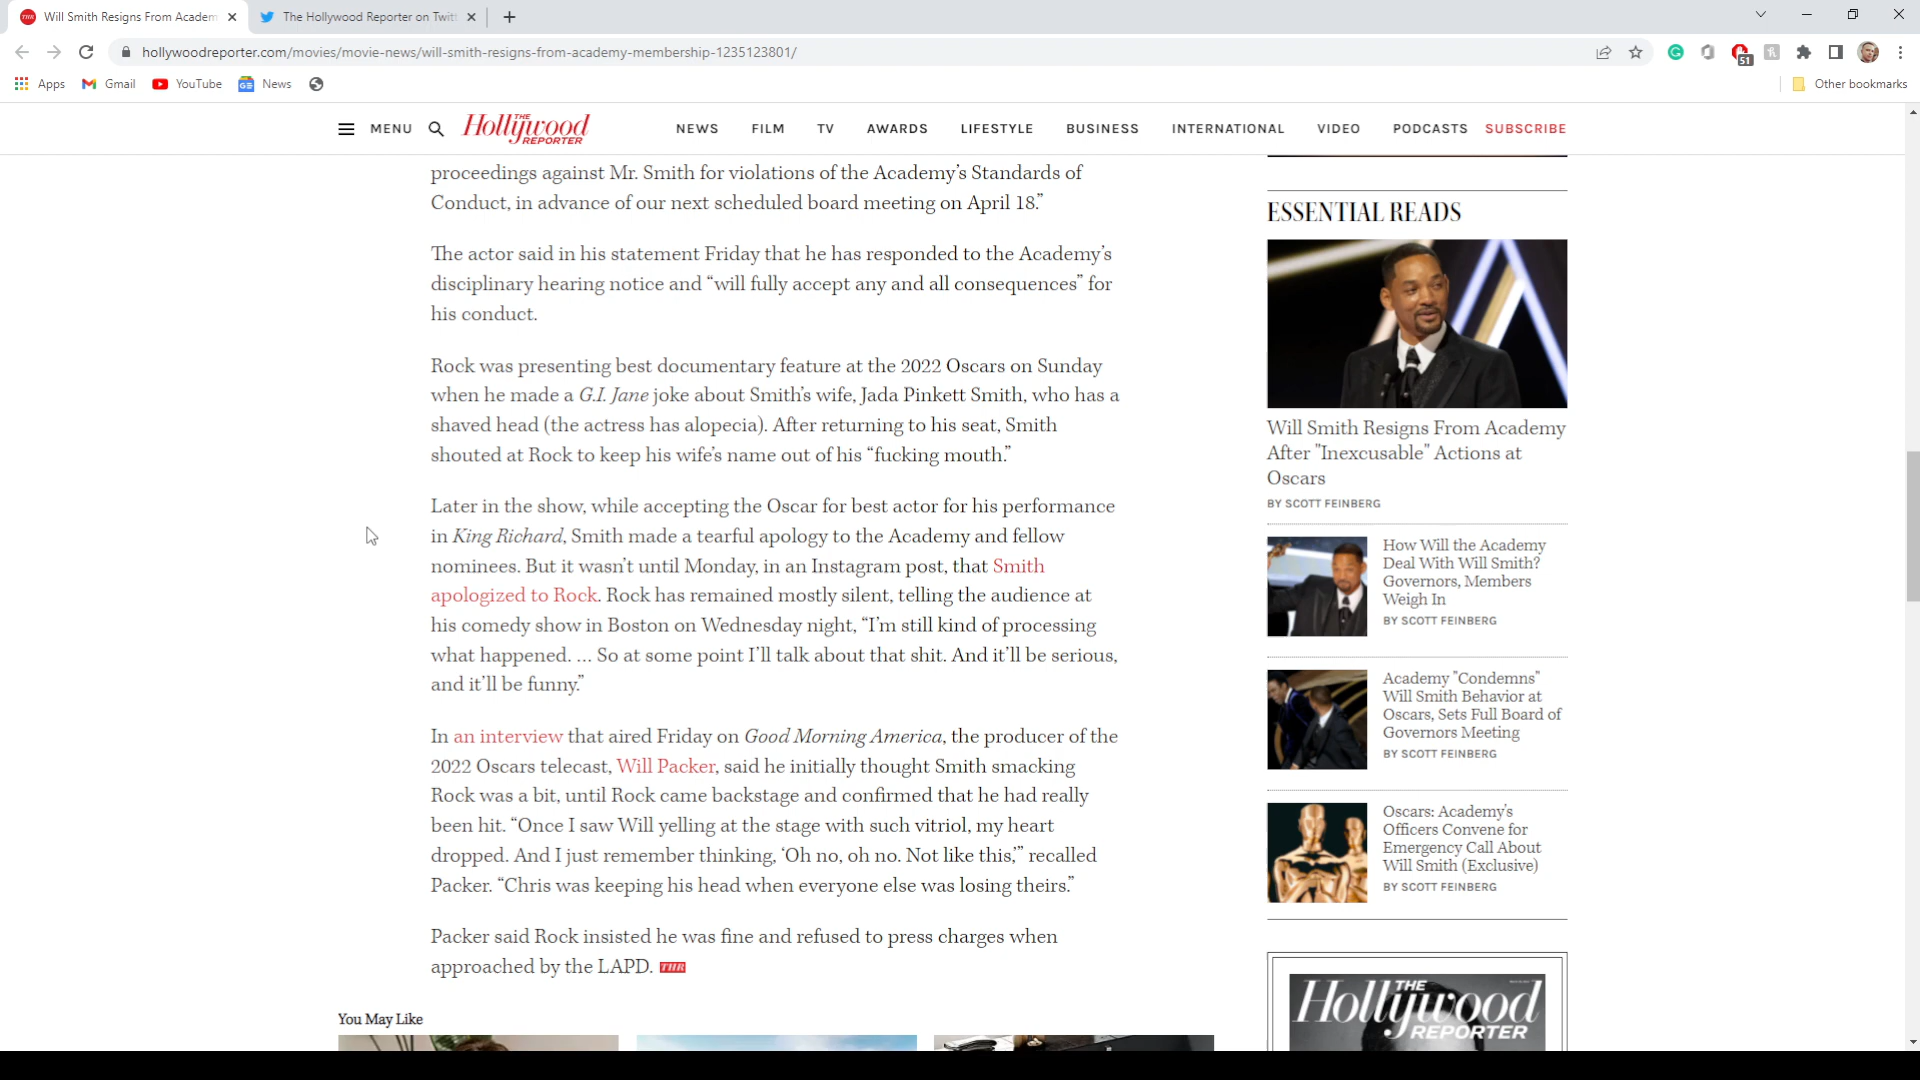 Will Smith Resigns From Academ
The Hollywood Reporter on Twitt
hollywoodreporter.com/movies/movie-news/will-smith-resigns-from-academy-membership-1235123801/
51
Apps
Gmail
YouTube
News
Other bookmarks
MENU
THE
Hollywood
REPORTER
NEWS
FILM
TV
AWARDS
LIFESTYLE
BUSINESS
INTERNATIONAL
VIDEO
PODCASTS
SUBSCRIBE
proceedings against Mr. Smith for violations of the Academy’s Standards of
Conduct, in advance of our next scheduled board meeting on April 18.”
The actor said in his statement Friday that he has responded to the Academy’s
disciplinary hearing notice and “will fully accept any and all consequences” for
his conduct.
Rock was presenting best documentary feature at the 2022 Oscars on Sunday
when he made a G.I. Jane joke about Smith’s wife, Jada Pinkett Smith, who has a
shaved head (the actress has alopecia). After returning to his seat, Smith
shouted at Rock to keep his wife’s name out of his “fucking mouth.”
Later in the show, while accepting the Oscar for best actor for his performance
in King Richard, Smith made a tearful apology to the Academy and fellow
nominees. But it wasn’t until Monday, in an Instagram post, that Smith
apologized to Rock. Rock has remained mostly silent, telling the audience at
his comedy show in Boston on Wednesday night, “I’m still kind of processing
what happened. … So at some point I’ll talk about that shit. And it’ll be serious,
and it’ll be funny.”
In an interview that aired Friday on Good Morning America, the producer of the
2022 Oscars telecast, Will Packer, said he initially thought Smith smacking
Rock was a bit, until Rock came backstage and confirmed that he had really
been hit. “Once I saw Will yelling at the stage with such vitriol, my heart
dropped. And I just remember thinking, ‘Oh no, oh no. Not like this,’” recalled
Packer. “Chris was keeping his head when everyone else was losing theirs.”
Packer said Rock insisted he was fine and refused to press charges when
approached by the LAPD. THR
You May Like
ESSENTIAL READS
Will Smith Resigns From Academy
After "Inexcusable" Actions at
Oscars
BY SCOTT FEINBERG
How Will the Academy
Deal With Will Smith?
Governors, Members
Weigh In
BY SCOTT FEINBERG
Academy "Condemns"
Will Smith Behavior at
Oscars, Sets Full Board of
Governors Meeting
BY SCOTT FEINBERG
Oscars: Academy’s
Officers Convene for
Emergency Call About
Will Smith (Exclusive)
BY SCOTT FEINBERG
THE
Hollywood
REPORTER